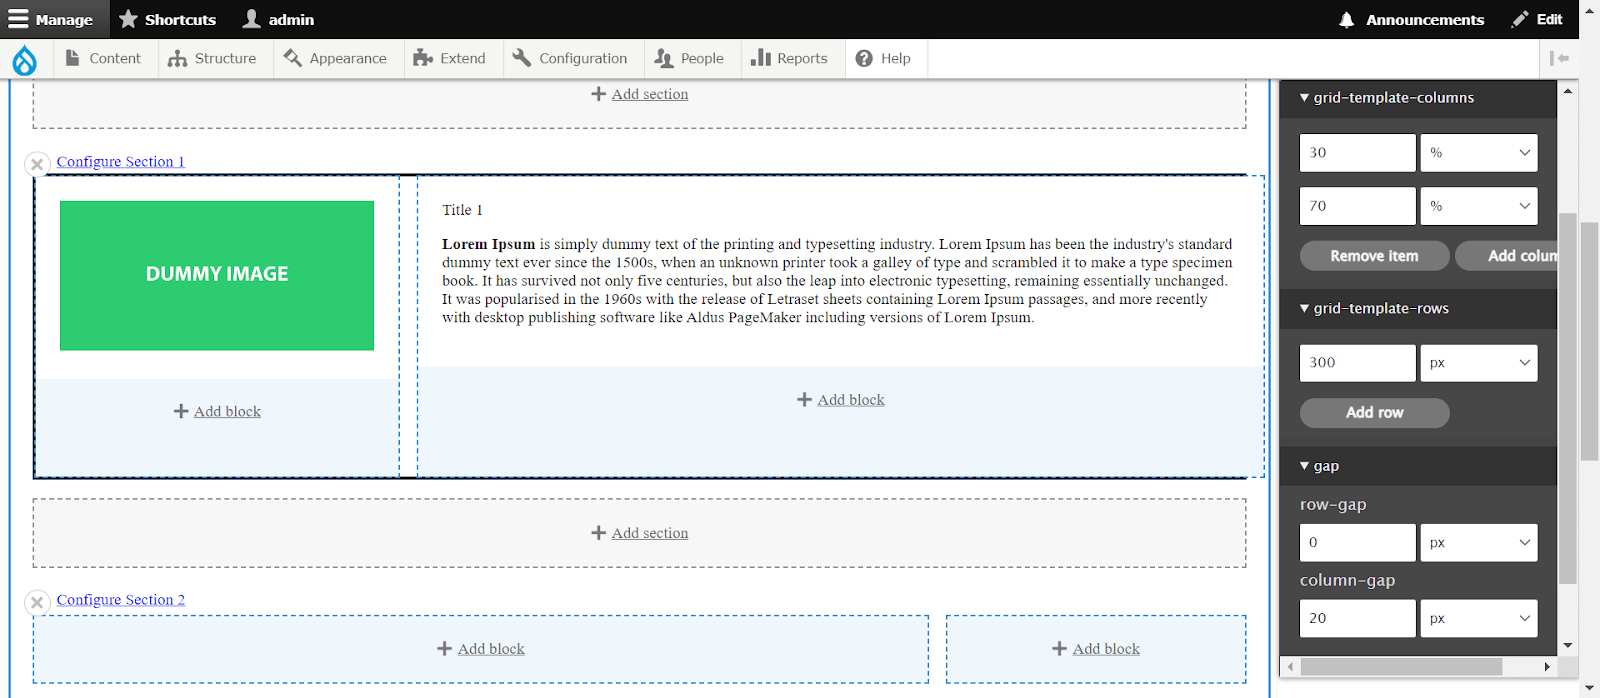 Manage Shortcuts admin Announcements Edit
Content Structure Appearance Extend Configuration People Reports Help
Add section
Configure Section 1
DUMMY IMAGE
Add block
Title 1
Lorem Ipsum is simply dummy text of the printing and typesetting industry. Lorem Ipsum has been the industry's standard
dummy text ever since the 1500s, when an unknown printer took a galley of type and scrambled it to make a type specimen
book. It has survived not only five centuries, but also the leap into electronic typesetting, remaining essentially unchanged.
It was popularised in the 1960s with the release of Letraset sheets containing Lorem Ipsum passages, and more recently
with desktop publishing software like Aldus PageMaker including versions of Lorem Ipsum.
Add block
Add section
Configure Section 2
Add block Add block
grid-template-columns
30 %
70 %
Remove item Add colum
grid-template-rows
300 px
Add row
gap
row-gap
0 px
column-gap
20 px